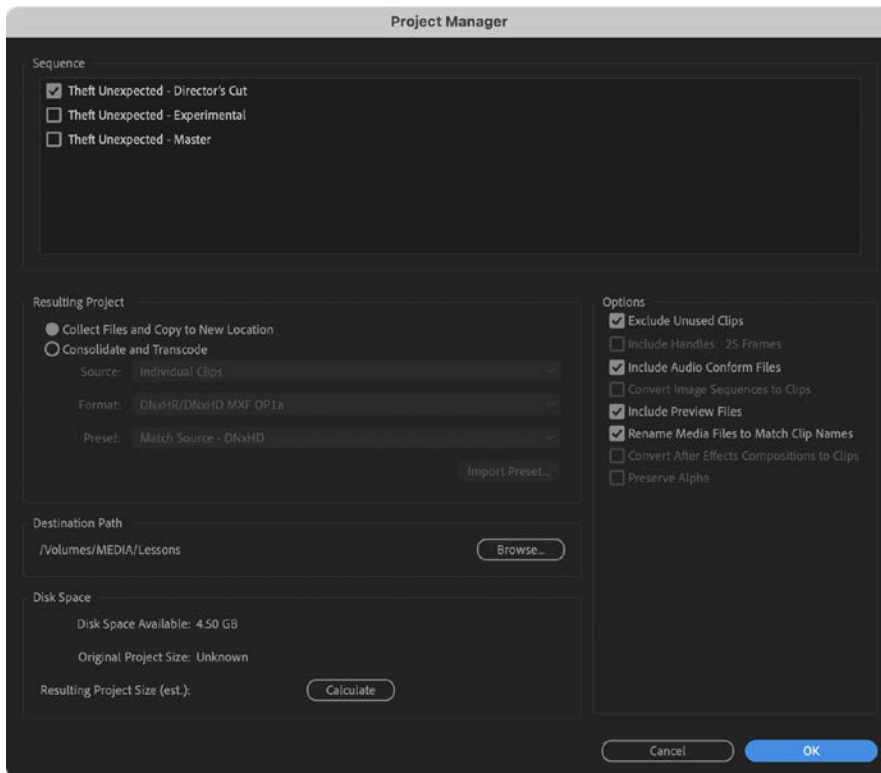 Project Manager
Sequence
Theft Unexpected - Director's Cut
Theft Unexpected - Experimental
Theft Unexpected - Master
Resulting Project
Collect Files and Copy to New Location
Consolidate and Transcode
Source: Individual Clips
Format: DNxHR/DNxHD MXF OP1a
Preset: Match Source - DNxHD
Import Preset...
Destination Path
/Volumes/MEDIA/Lessons
Browse...
Disk Space
Disk Space Available: 4.50 GB
Original Project Size: Unknown
Resulting Project Size (est.):
Calculate
Options
Exclude Unused Clips
Include Handles: 25 Frames
Include Audio Conform Files
Convert Image Sequences to Clips
Include Preview Files
Rename Media Files to Match Clip Names
Convert After Effects Compositions to Clips
Preserve Alpha
Cancel
OK